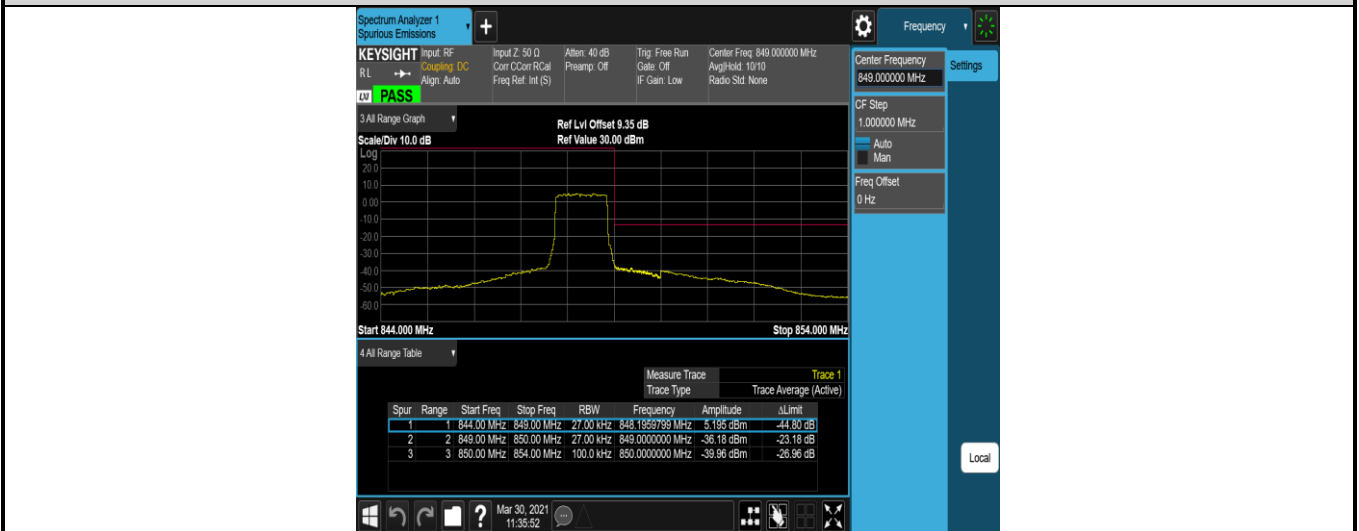 Spectrum Analyzer 1
Spurious Emissions
+
Frequency
KEYSIGHT Input: RF Input Z: 50 Ω Atten: 40 dB Trig: Free Run Center Freq: 849.000000 MHz
RL Coupling: DC Corr CCorr RCal Preamp: Off Gate: Off Avg|Hold: 10/10
Align: Auto Freq Ref: Int (S) IF Gain: Low Radio Std: None
LXI PASS
Center Frequency
849.000000 MHz
Settings
CF Step
1.000000 MHz
Auto
Man
Freq Offset
0 Hz
3 All Range Graph
Ref Lvl Offset 9.35 dB
Scale/Div 10.0 dB Ref Value 30.00 dBm
Log
20.0
10.0
0.00
-10.0
-20.0
-30.0
-40.0
-50.0
-60.0
Start 844.000 MHz Stop 854.000 MHz
4 All Range Table
Measure Trace Trace 1
Trace Type Trace Average (Active)
Spur Range Start Freq Stop Freq RBW Frequency Amplitude ΔLimit
1 1 844.00 MHz 849.00 MHz 27.00 kHz 848.1959799 MHz 5.195 dBm -44.80 dB
2 2 849.00 MHz 850.00 MHz 27.00 kHz 849.0000000 MHz -36.18 dBm -23.18 dB
3 3 850.00 MHz 854.00 MHz 100.0 kHz 850.0000000 MHz -39.96 dBm -26.96 dB
Local
? Mar 30, 2021
11:35:52